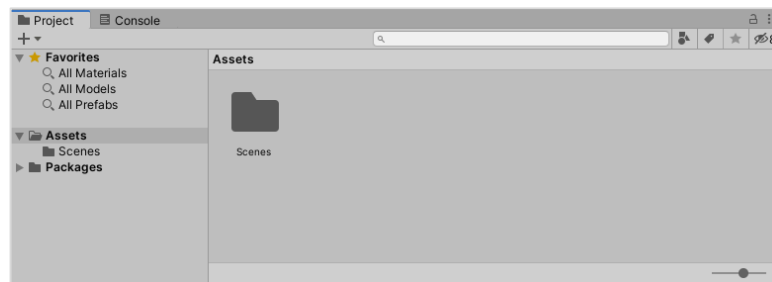 Project
Console
Favorites
Assets
All Materials
All Models
All Prefabs
Assets
Scenes
Scenes
Packages